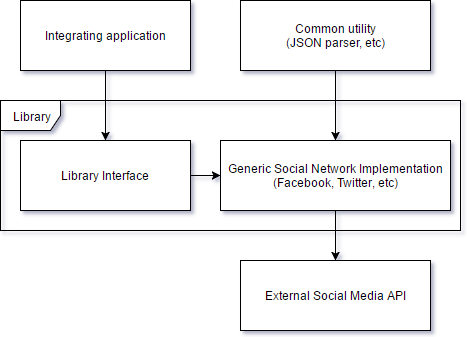 Integrating application
Common utility
(JSON parser, etc)
Library
Library Interface
Generic Social Network Implementation
(Facebook, Twitter, etc)
External Social Media API